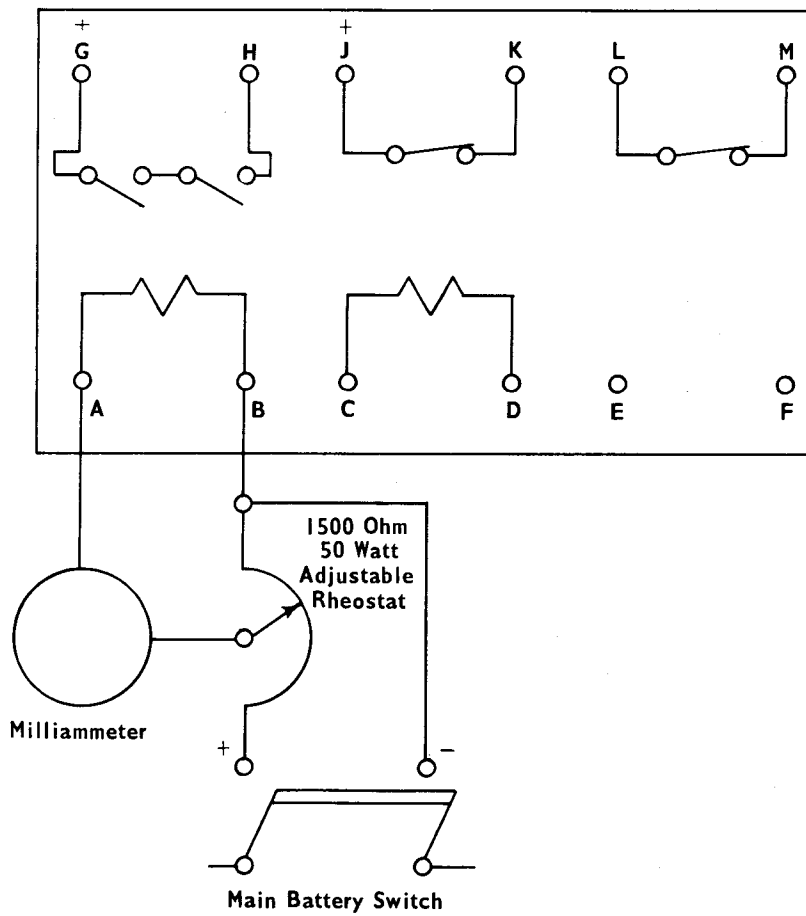 + +
G H J K L M
A B C D E F
1500 Ohm
50 Watt
Adjustable
Rheostat
Milliammeter
+ -
Main Battery Switch